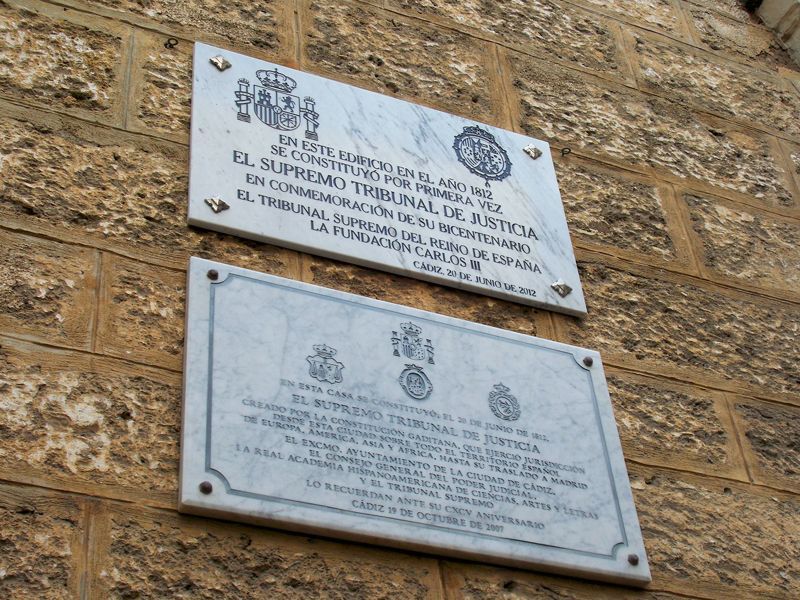 EN ESTE EDIFICIO EN EL AÑO 1812
SE CONSTITUYÓ POR PRIMERA VEZ
EL SUPREMO TRIBUNAL DE JUSTICIA
EN CONMEMORACIÓN DE SU BICENTENARIO
EL TRIBUNAL SUPREMO DEL REINO DE ESPAÑA
LA FUNDACIÓN CARLOS III
CÁDIZ, 20 DE JUNIO DE 2012
EN ESTA CASA SE CONSTITUYÓ, EL 20 DE JUNIO DE 1812,
EL SUPREMO TRIBUNAL DE JUSTICIA
CREADO POR LA CONSTITUCIÓN GADITANA, QUE EJERCIÓ JURISDICCIÓN
DESDE ESTA CIUDAD SOBRE TODO EL TERRITORIO ESPAÑOL
DE EUROPA, AMÉRICA, ASIA Y ÁFRICA, HASTA SU TRASLADO A MADRID
EL EXCMO. AYUNTAMIENTO DE LA CIUDAD DE CÁDIZ,
EL CONSEJO GENERAL DEL PODER JUDICIAL,
LA REAL ACADEMIA HISPANOAMERICANA DE CIENCIAS, ARTES Y LETRAS
Y EL TRIBUNAL SUPREMO
LO RECUERDAN ANTE SU CXCV ANIVERSARIO
CÁDIZ 19 DE OCTUBRE DE 2007